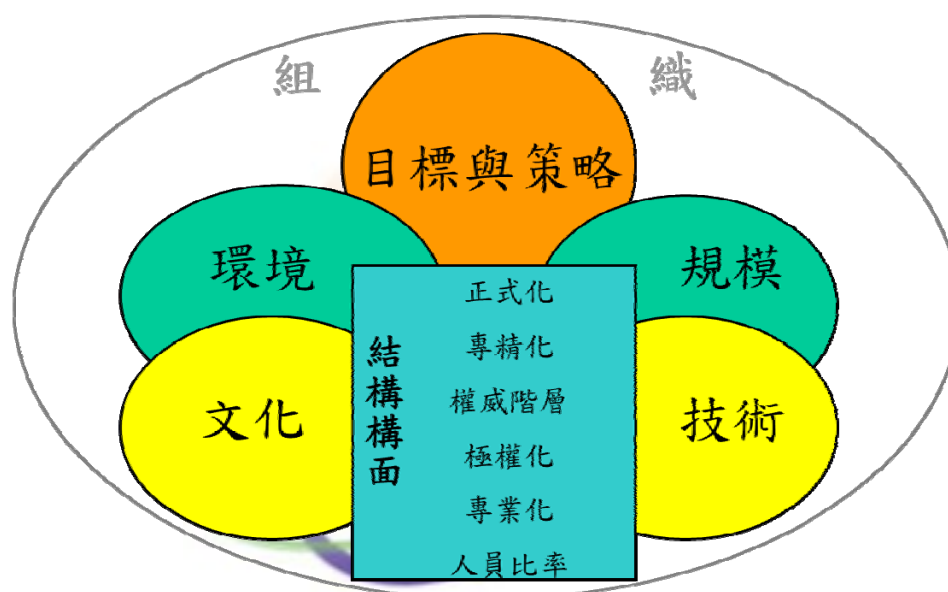 組織
目標與策略
環境
規模
文化
技術
結構構面
正式化
專精化
權威階層
極權化
專業化
人員比率